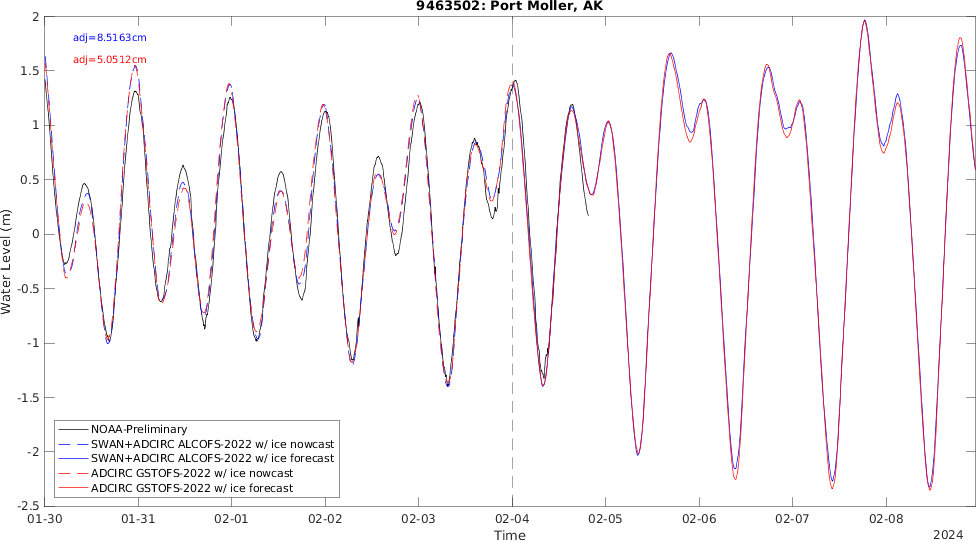 9463502: Port Moller, AK
adj=8.5163cm
adj=5.0512cm
2
1.5
1
0.5
0
-0.5
-1
-1.5
-2
-2.5
Water Level (m)
NOAA-Preliminary
SWAN+ADCIRC ALCOFS-2022 w/ ice nowcast
SWAN+ADCIRC ALCOFS-2022 w/ ice forecast
ADCIRC GSTOFS-2022 w/ ice nowcast
ADCIRC GSTOFS-2022 w/ ice forecast
01-30 01-31 02-01 02-02 02-03 02-04 02-05 02-06 02-07 02-08
Time
2024